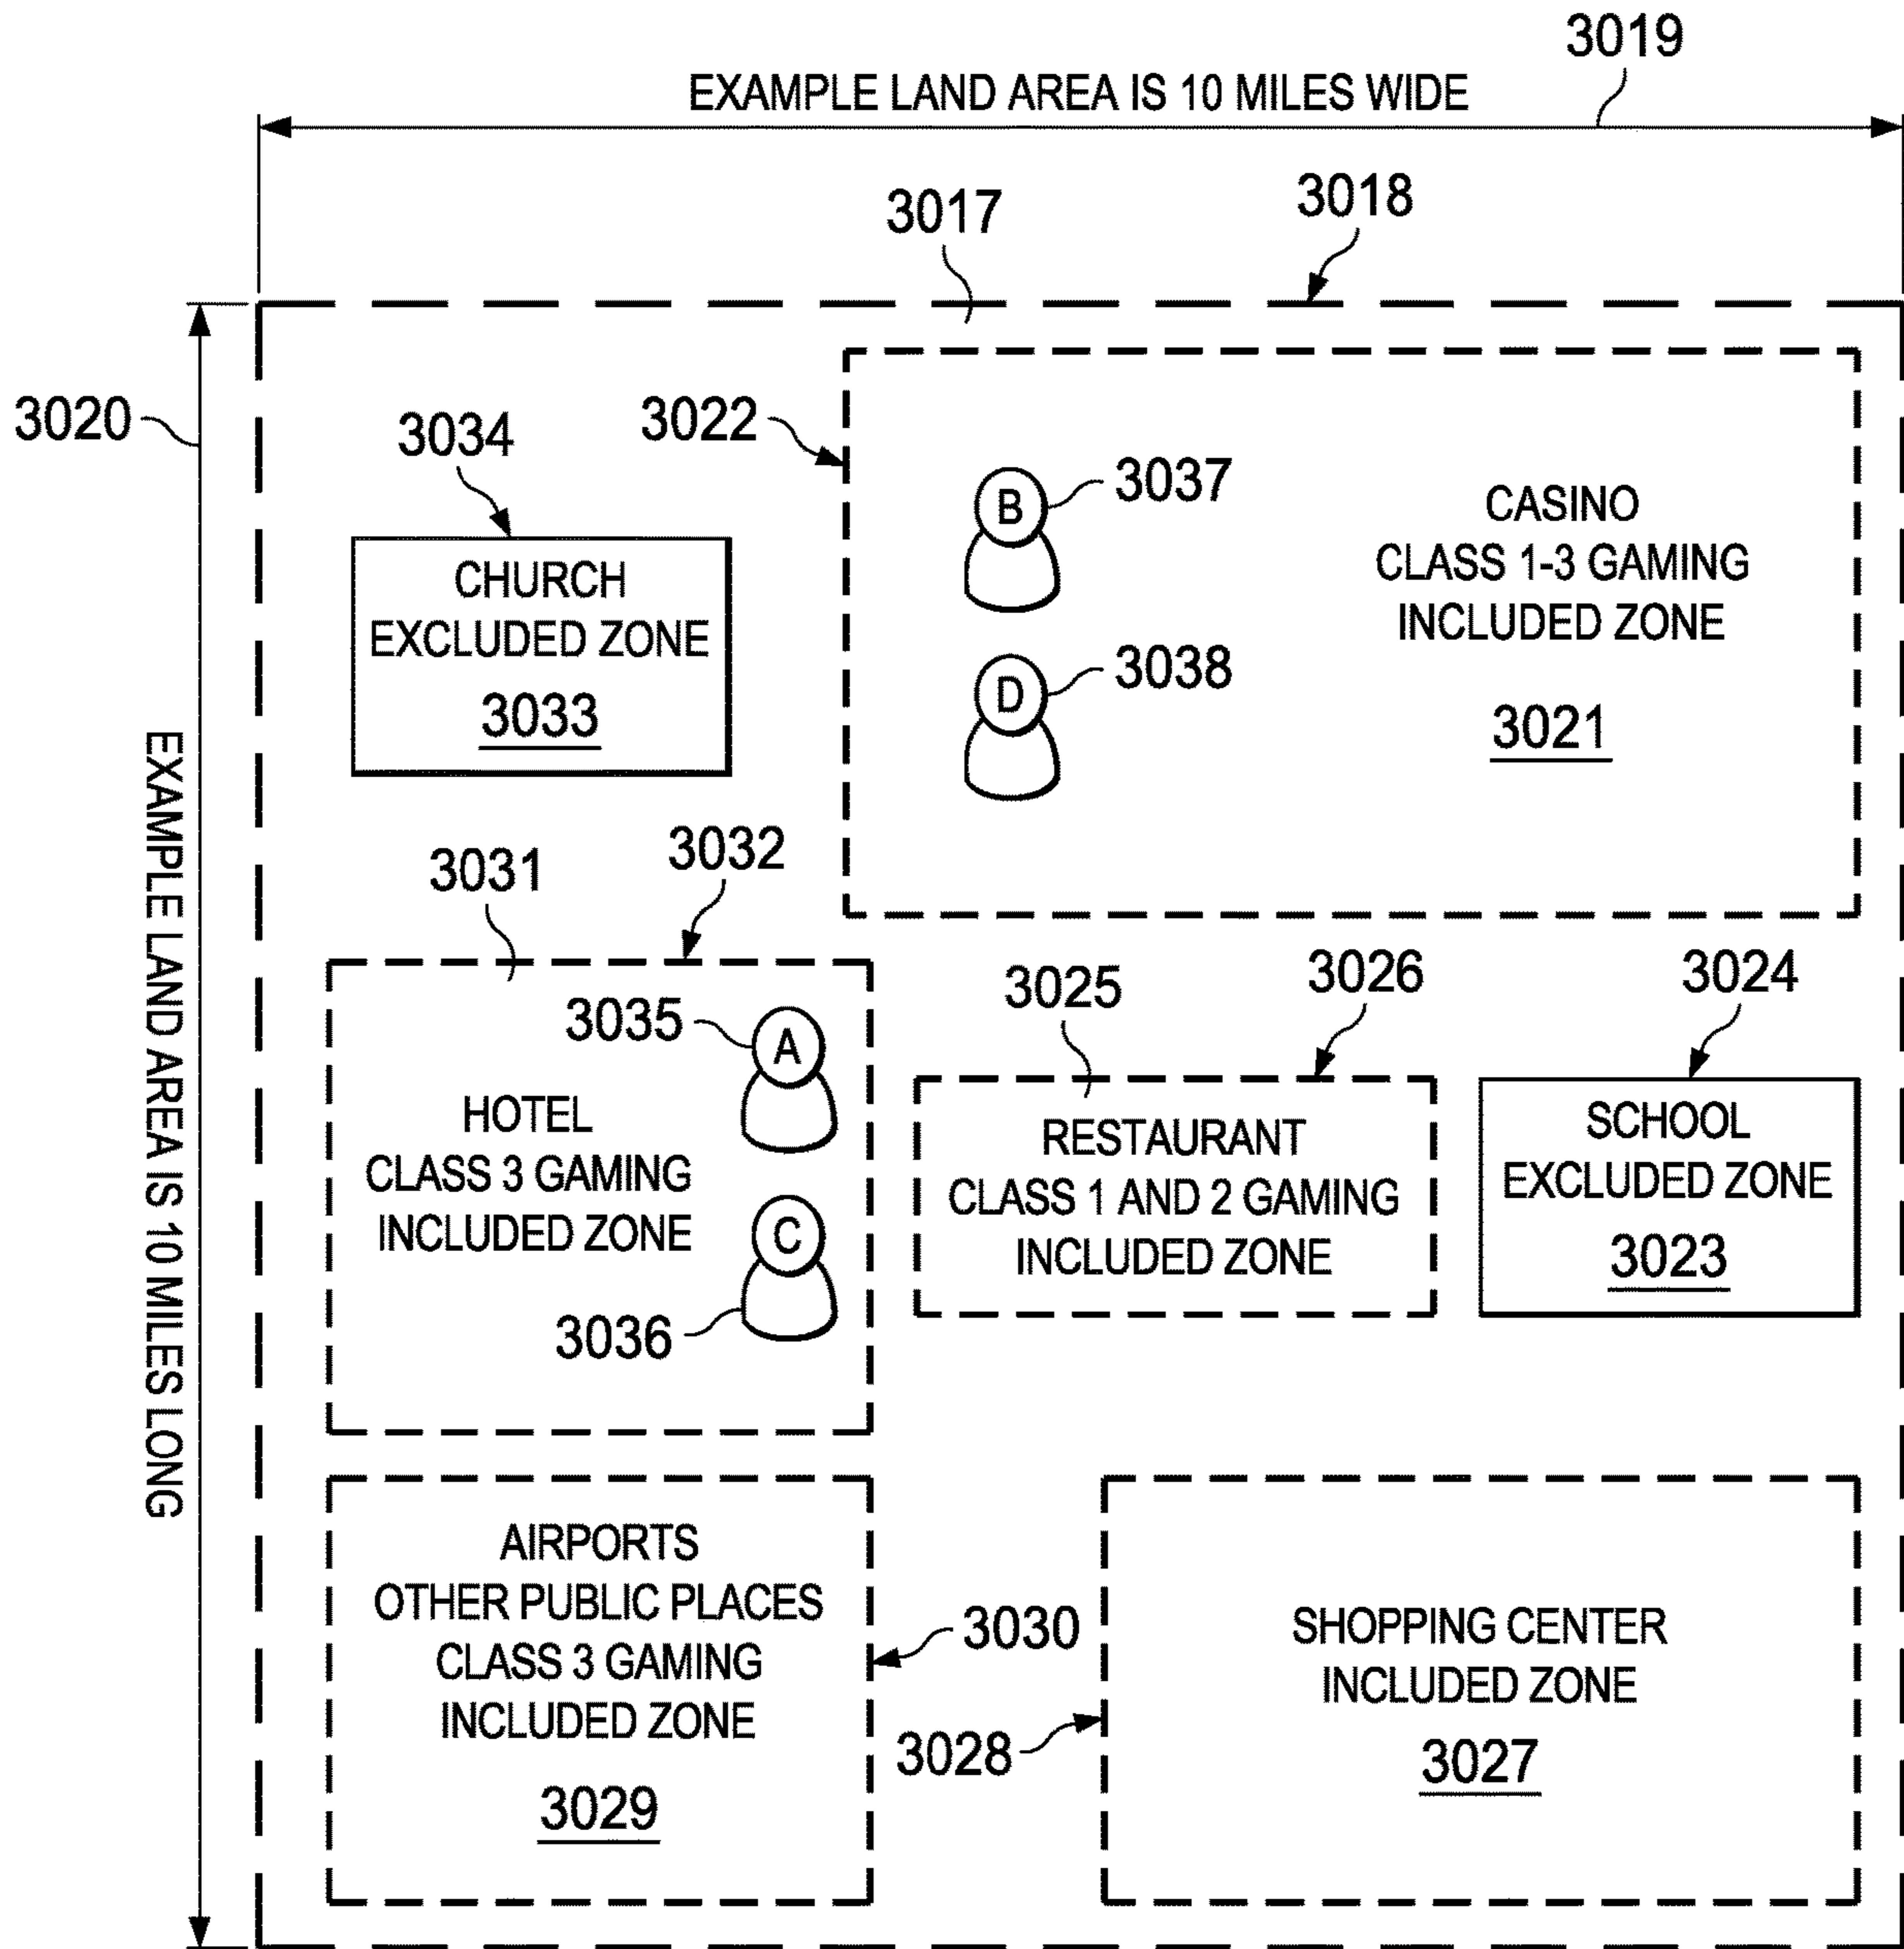 3019
EXAMPLE LAND AREA IS 10 MILES WIDE
3017
3018
3020
3034
3022
B
3037
CASINO
CLASS 1-3 GAMING
INCLUDED ZONE
3021
CHURCH
EXCLUDED ZONE
3033
D
3038
EXAMPLE LAND AREA IS 10 MILES LONG
3031
3032
3035
A
HOTEL
CLASS 3 GAMING
INCLUDED ZONE
C
3036
3025
3026
RESTAURANT
CLASS 1 AND 2 GAMING
INCLUDED ZONE
3024
SCHOOL
EXCLUDED ZONE
3023
AIRPORTS
OTHER PUBLIC PLACES
CLASS 3 GAMING
INCLUDED ZONE
3029
3030
3028
SHOPPING CENTER
INCLUDED ZONE
3027